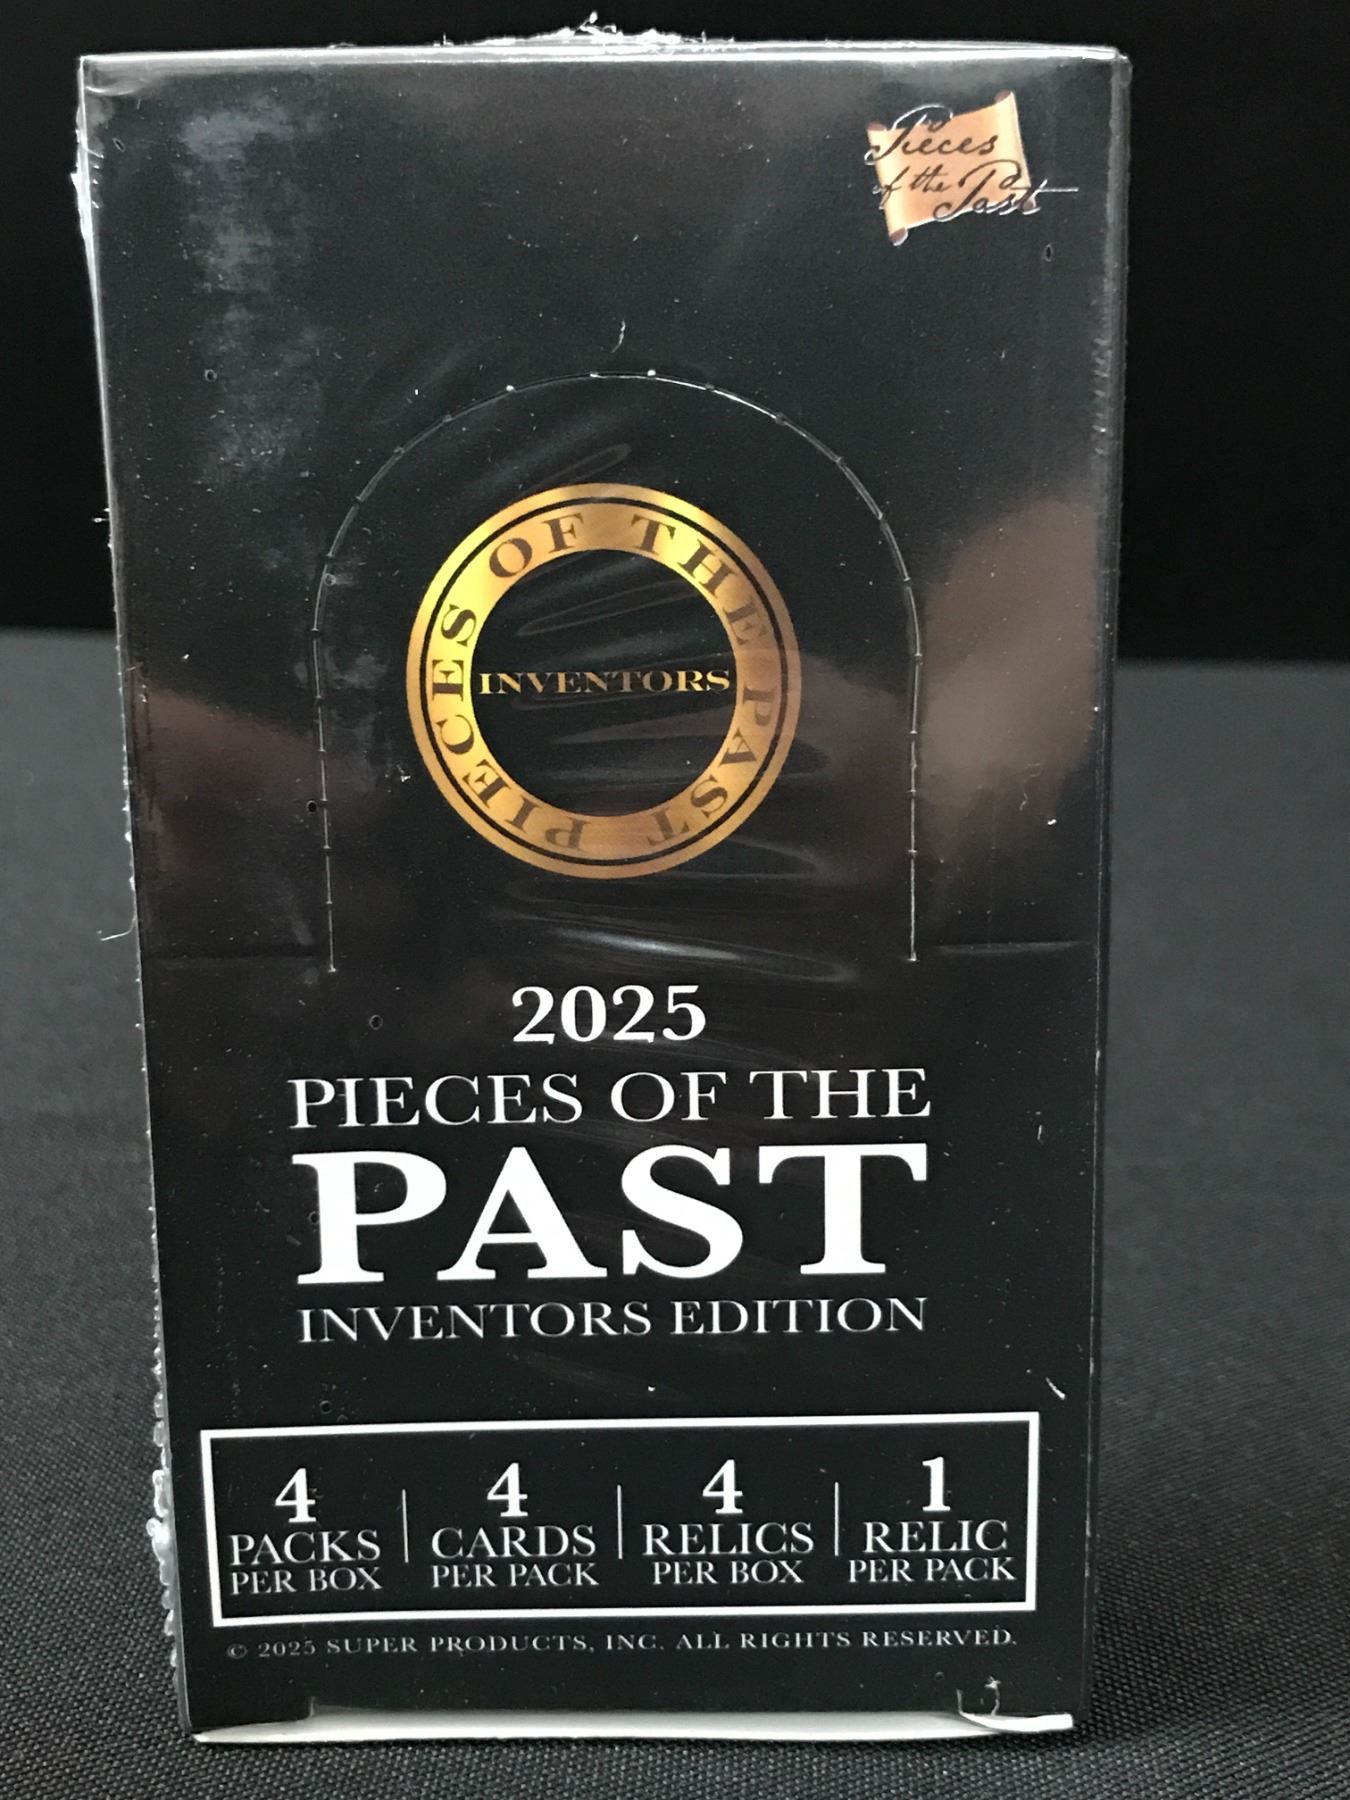 Pieces
of the Past
PIECES OF THE PAST
INVENTORS
2025
PIECES OF THE
PAST
INVENTORS EDITION
4 PACKS PER BOX
4 CARDS PER PACK
4 RELICS PER BOX
1 RELIC PER PACK
© 2025 SUPER PRODUCTS, INC. ALL RIGHTS RESERVED.